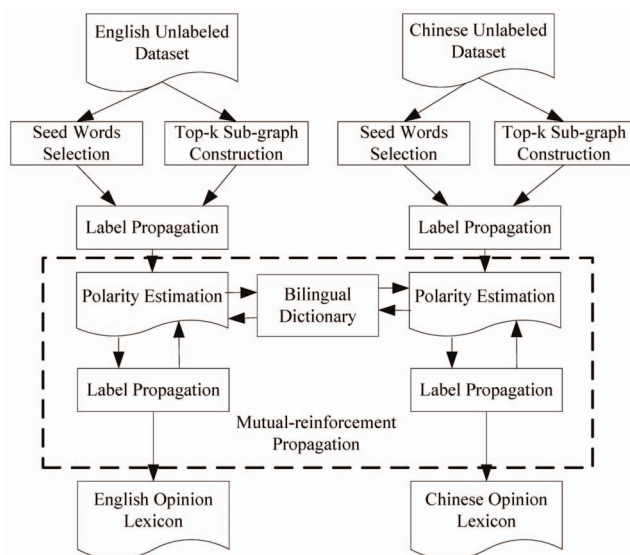 English Unlabeled
Dataset
Chinese Unlabeled
Dataset
Seed Words
Selection
Top-k Sub-graph
Construction
Seed Words
Selection
Top-k Sub-graph
Construction
Label Propagation
Label Propagation
Polarity Estimation
Bilingual
Dictionary
Polarity Estimation
Label Propagation
Label Propagation
Mutual-reinforcement
Propagation
English Opinion
Lexicon
Chinese Opinion
Lexicon